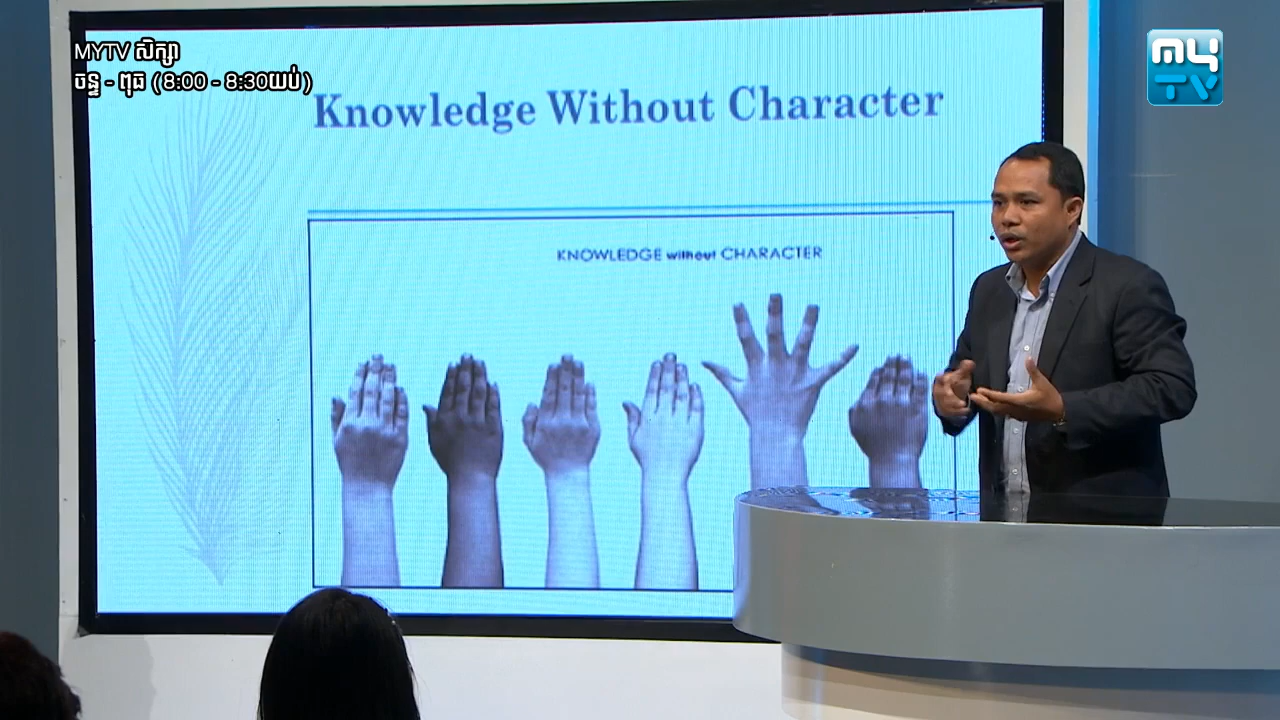 MYTV សិក្សា
ចន្ទ - ពុធ (8:00 - 8:30យប់)
MYTV
Knowledge Without Character
KNOWLEDGE without CHARACTER